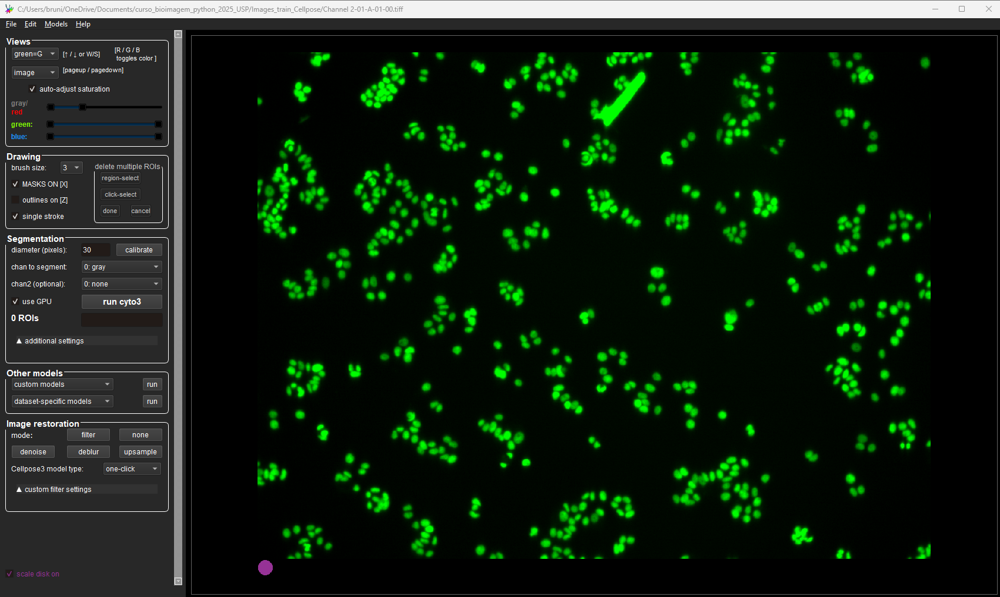 C:/Users/bruni/OneDrive/Documents/curso_bioimagem_python_2025_USP/Images_train_Cellpose/Channel 2-01-A-01-00.tiff
File Edit Models Help
Views
green=G [↑ / ↓ or W/S] [R / G / B
toggles color ]
image [pageup / pagedown]
auto-adjust saturation
gray/
red
green:
blue:
Drawing
brush size: 3
MASKS ON [X]
outlines on [Z]
single stroke
delete multiple ROIs
region-select
click-select
done cancel
Segmentation
diameter (pixels): 30 calibrate
chan to segment: 0: gray
chan2 (optional): 0: none
use GPU run cyto3
0 ROIs
▲ additional settings
Other models
custom models run
dataset-specific models run
Image restoration
mode: filter none
denoise deblur upsample
Cellpose3 model type: one-click
▲ custom filter settings
scale disk on